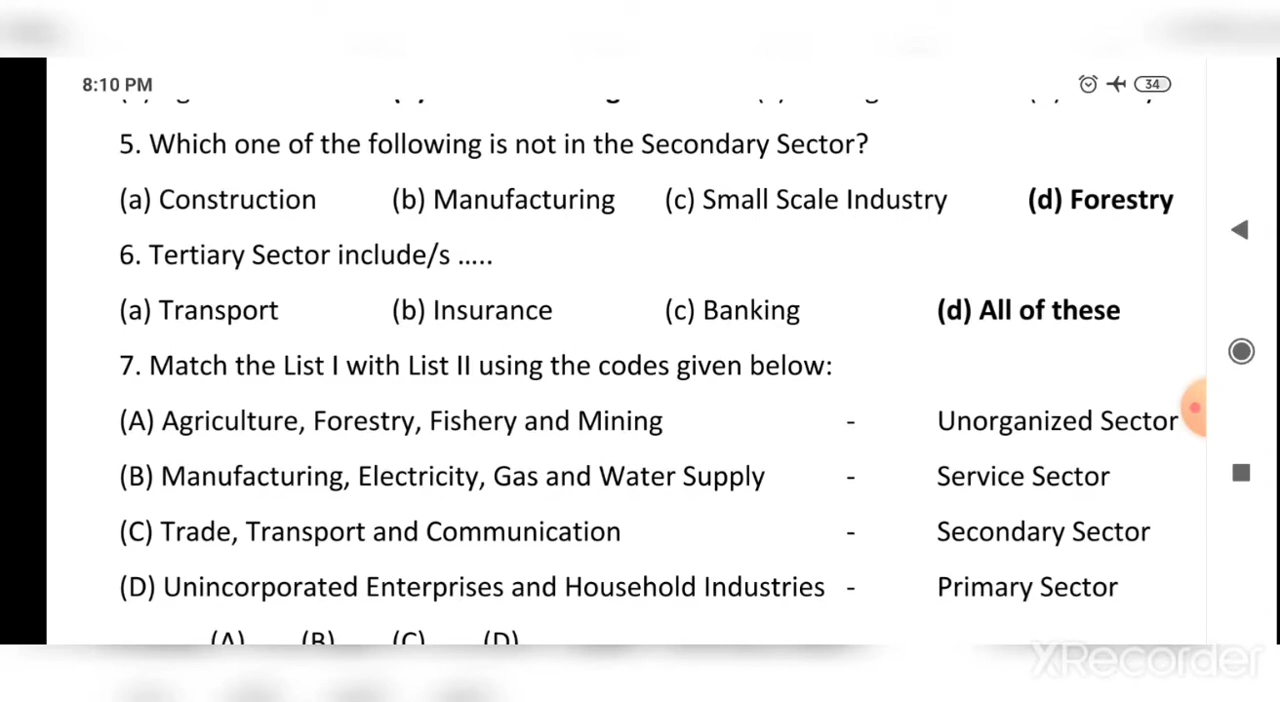 8:10 PM 34
5. Which one of the following is not in the Secondary Sector?
(a) Construction (b) Manufacturing (c) Small Scale Industry (d) Forestry
6. Tertiary Sector include/s .....
(a) Transport (b) Insurance (c) Banking (d) All of these
7. Match the List I with List II using the codes given below:
(A) Agriculture, Forestry, Fishery and Mining - Unorganized Sector
(B) Manufacturing, Electricity, Gas and Water Supply - Service Sector
(C) Trade, Transport and Communication - Secondary Sector
(D) Unincorporated Enterprises and Household Industries - Primary Sector
(A) (B) (C) (D)
XRecorder